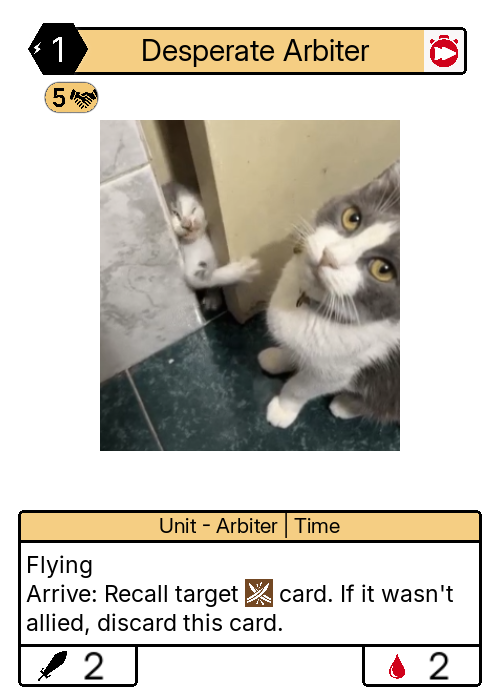 1 Desperate Arbiter
5
Unit - Arbiter | Time
Flying
Arrive: Recall target card. If it wasn't
allied, discard this card.
2 2